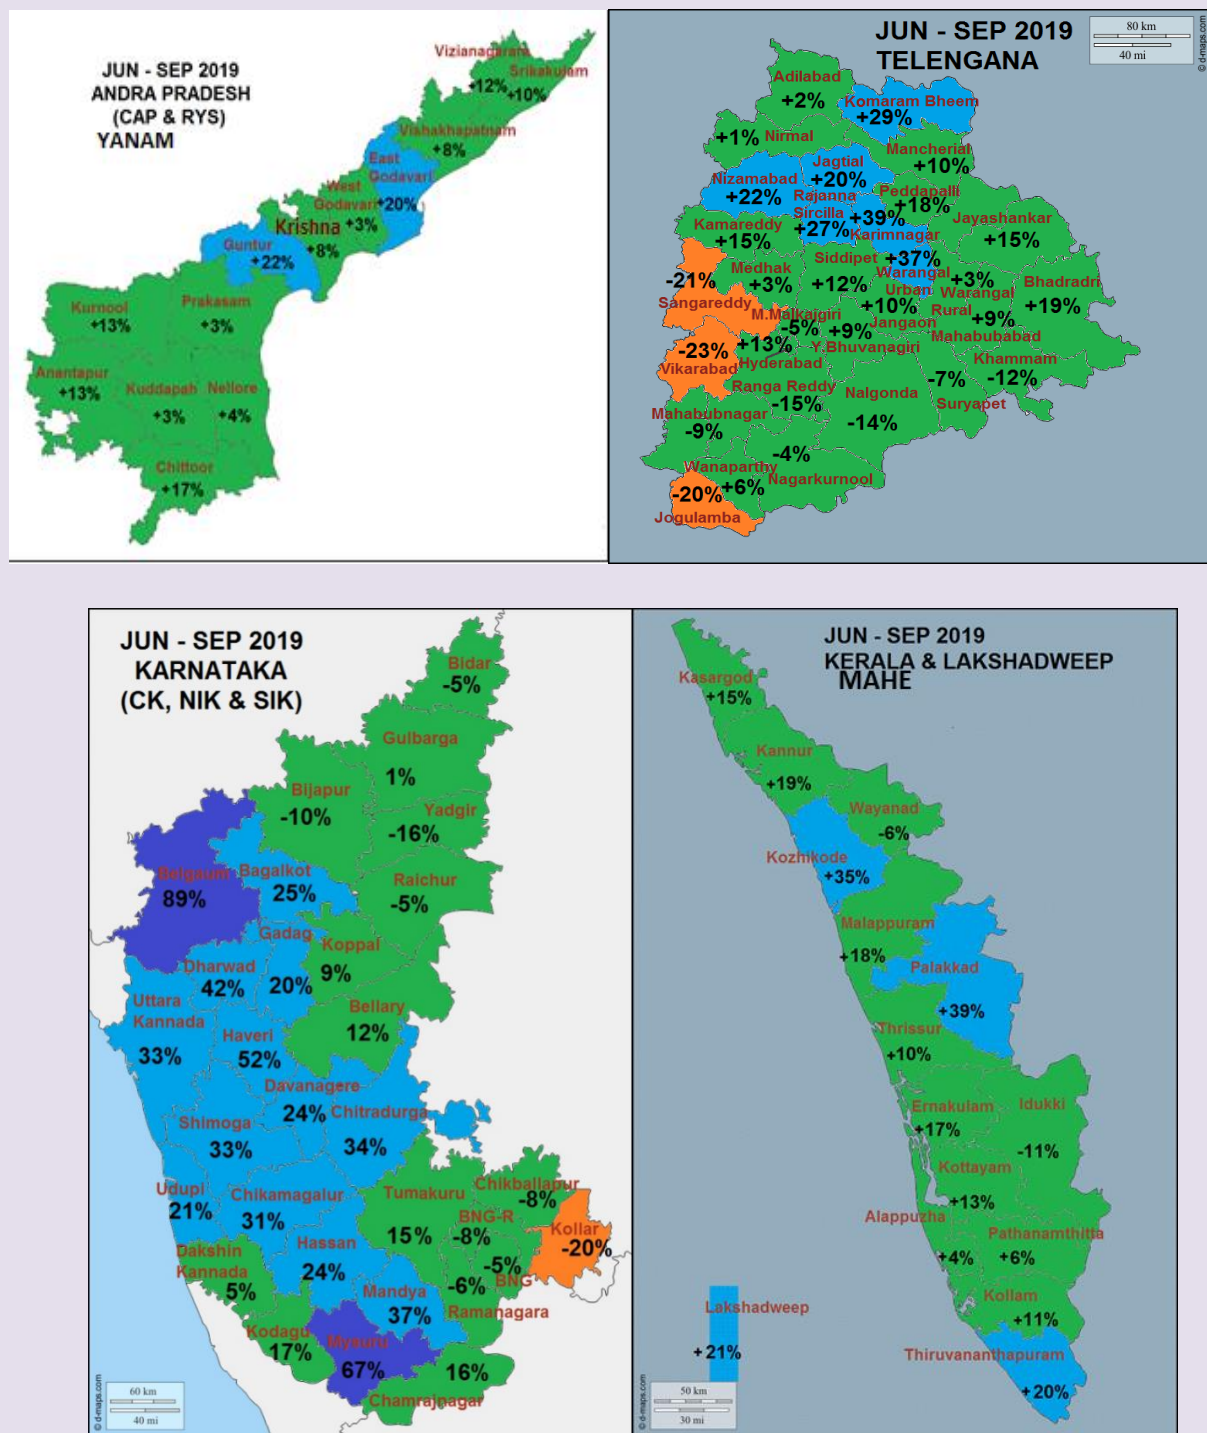 JUN - SEP 2019
ANDRA PRADESH
(CAP & RYS)
YANAM
Vizianagaram
+12%
Srikakulam
+10%
Vishakhapatnam
+8%
East
Godavari
+20%
West
Godavari
+3%
Krishna
+8%
Guntur
+22%
Kurnool
+13%
Prakasam
+3%
Anantapur
+13%
Kuddapah
+3%
Nellore
+4%
Chittoor
+17%
JUN - SEP 2019
TELENGANA
80 km
40 mi
© d-maps.com
Adilabad
+2%
Komaram Bheem
+29%
+1% Nirmal
Mancherial
+10%
Nizamabad
+22%
Jagtial
+20%
Rajanna
Sircilla
+27%
Peddapalli
+18%
+39%
Karimnagar
Jayashankar
+15%
Kamareddy
+15%
Siddipet
+12%
+37%
Warangal
Urban
Medhak
+3%
-21%
Sangareddy
+3%
Warangal
Rural
Bhadradri
+19%
+10%
Jangaon
M.Malkajgiri
-5%
+9%
Y.Bhuvanagiri
+9%
Mahabubabad
-23%
Vikarabad
+13%
Hyderabad
Khammam
-12%
Ranga Reddy
-15%
Nalgonda
-14%
-7%
Suryapet
Mahabubnagar
-9%
-4%
Nagarkurnool
Wanaparthy
+6%
-20%
Jogulamba
JUN - SEP 2019
KARNATAKA
(CK, NIK & SIK)
Bidar
-5%
Gulbarga
1%
Bijapur
-10%
Yadgir
-16%
Belgaum
89%
Bagalkot
25%
Raichur
-5%
Gadag
20%
Koppal
9%
Dharwad
42%
Uttara
Kannada
33%
Haveri
52%
Bellary
12%
Davanagere
24%
Chitradurga
34%
Shimoga
33%
Udupi
21%
Chikamagalur
31%
Tumakuru
15%
Chikballapur
-8%
BNG-R
-8%
Kollar
-20%
-5%
BNG
Hassan
24%
Dakshin
Kannada
5%
Mandya
37%
-6%
Ramanagara
Kodagu
17%
Mysuru
67%
16%
Chamrajnagar
60 km
40 mi
© d-maps.com
JUN - SEP 2019
KERALA & LAKSHADWEEP
MAHE
Kasargod
+15%
Kannur
+19%
Wayanad
-6%
Kozhikode
+35%
Malappuram
+18%
Palakkad
+39%
Thrissur
+10%
Ernakulam
+17%
Idukki
-11%
Kottayam
+13%
Alappuzha
+4%
Pathanamthitta
+6%
Kollam
+11%
Lakshadweep
+21%
Thiruvananthapuram
+20%
50 km
30 mi
© d-maps.com